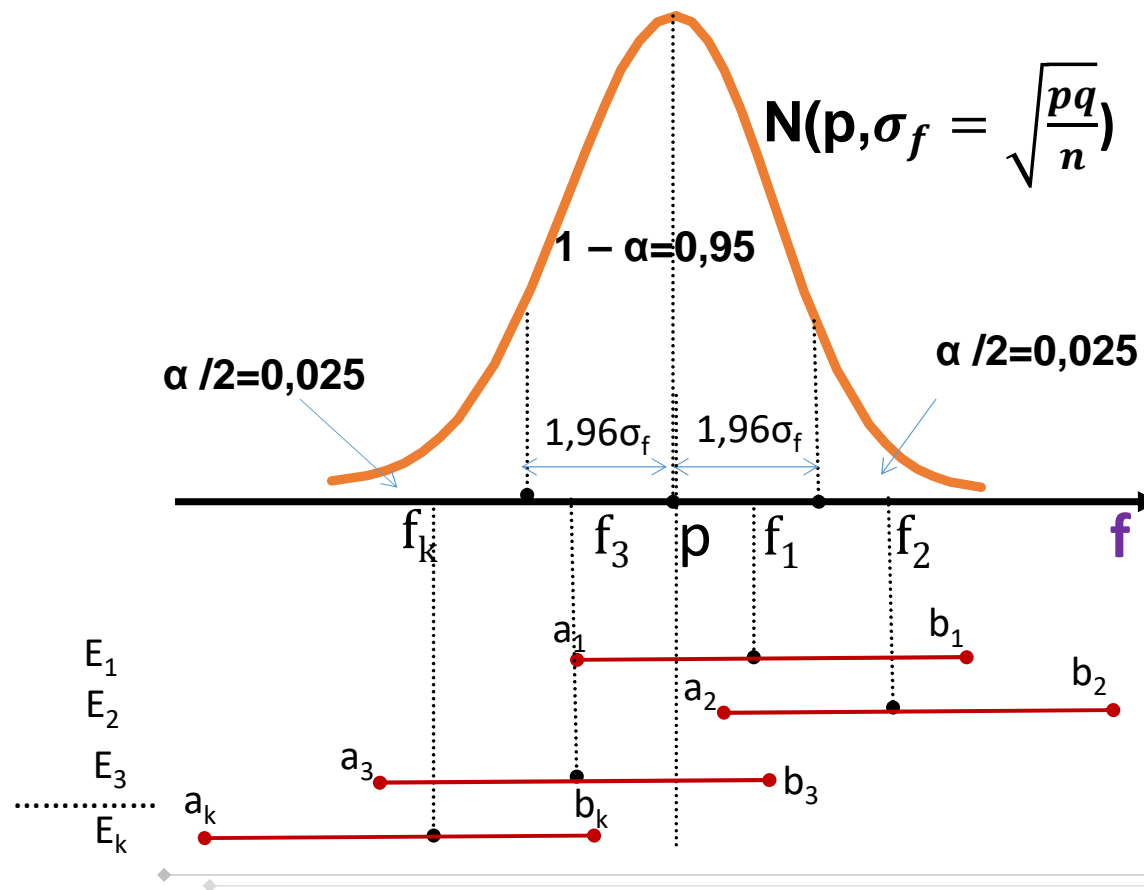 N(p,σ_f = √(pq/n))
1 – α=0,95
α /2=0,025
α /2=0,025
1,96σ_f 1,96σ_f
f_k f_3 p f_1 f_2 f
E_1 a_1 b_1
E_2 a_2 b_2
E_3 a_3 b_3
................
E_k a_k b_k